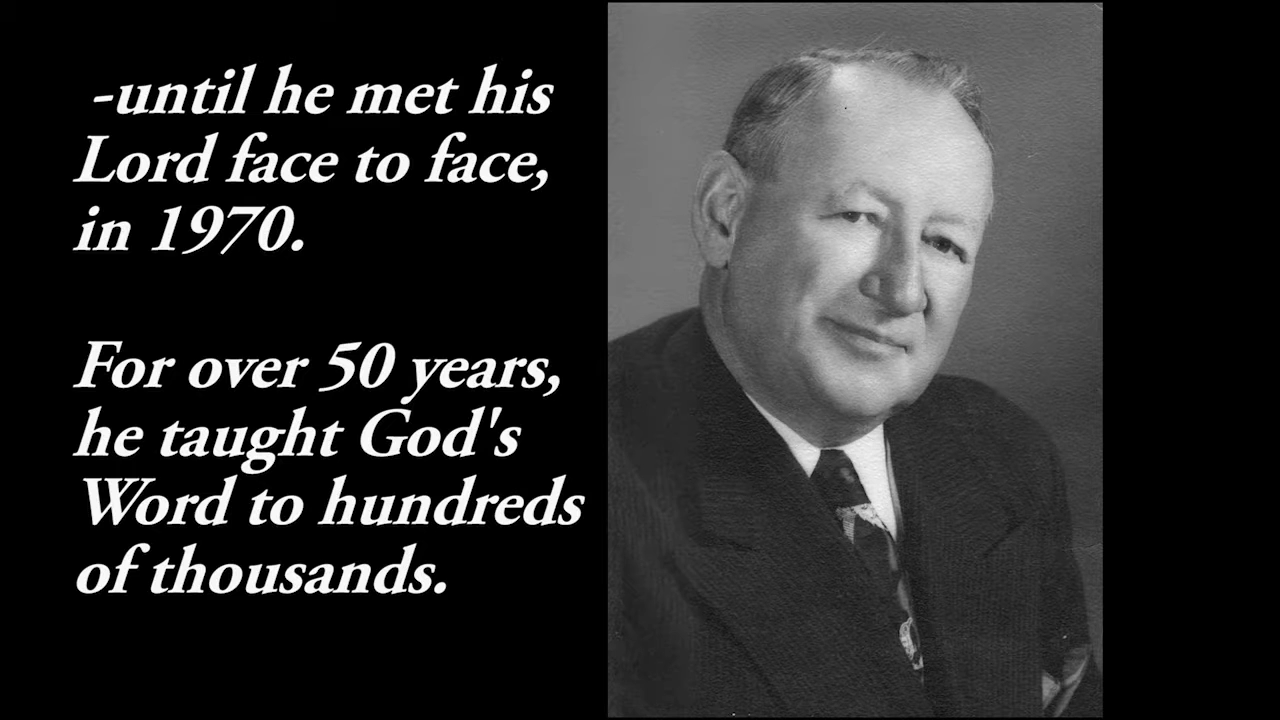 -until he met his
Lord face to face,
in 1970.
For over 50 years,
he taught God's
Word to hundreds
of thousands.